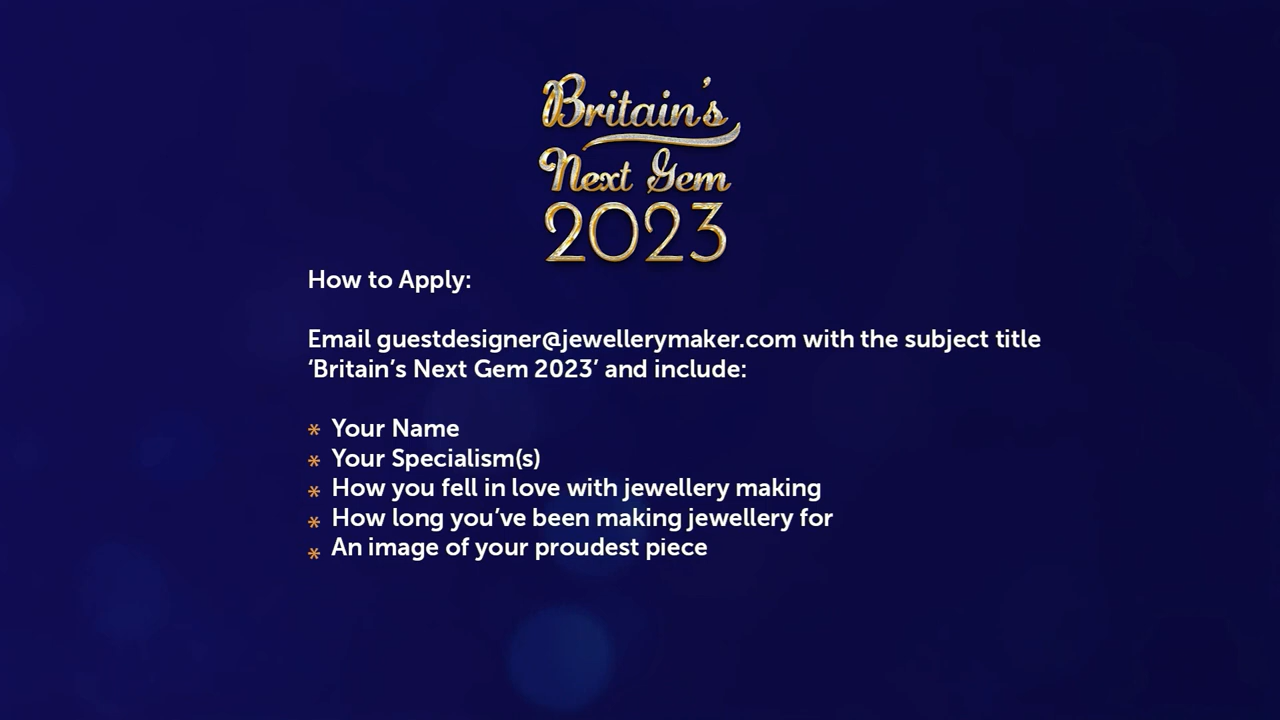 Britain's
Next Gem
2023
How to Apply:
Email guestdesigner@jewellerymaker.com with the subject title
‘Britain’s Next Gem 2023’ and include:
* Your Name
* Your Specialism(s)
* How you fell in love with jewellery making
* How long you’ve been making jewellery for
* An image of your proudest piece